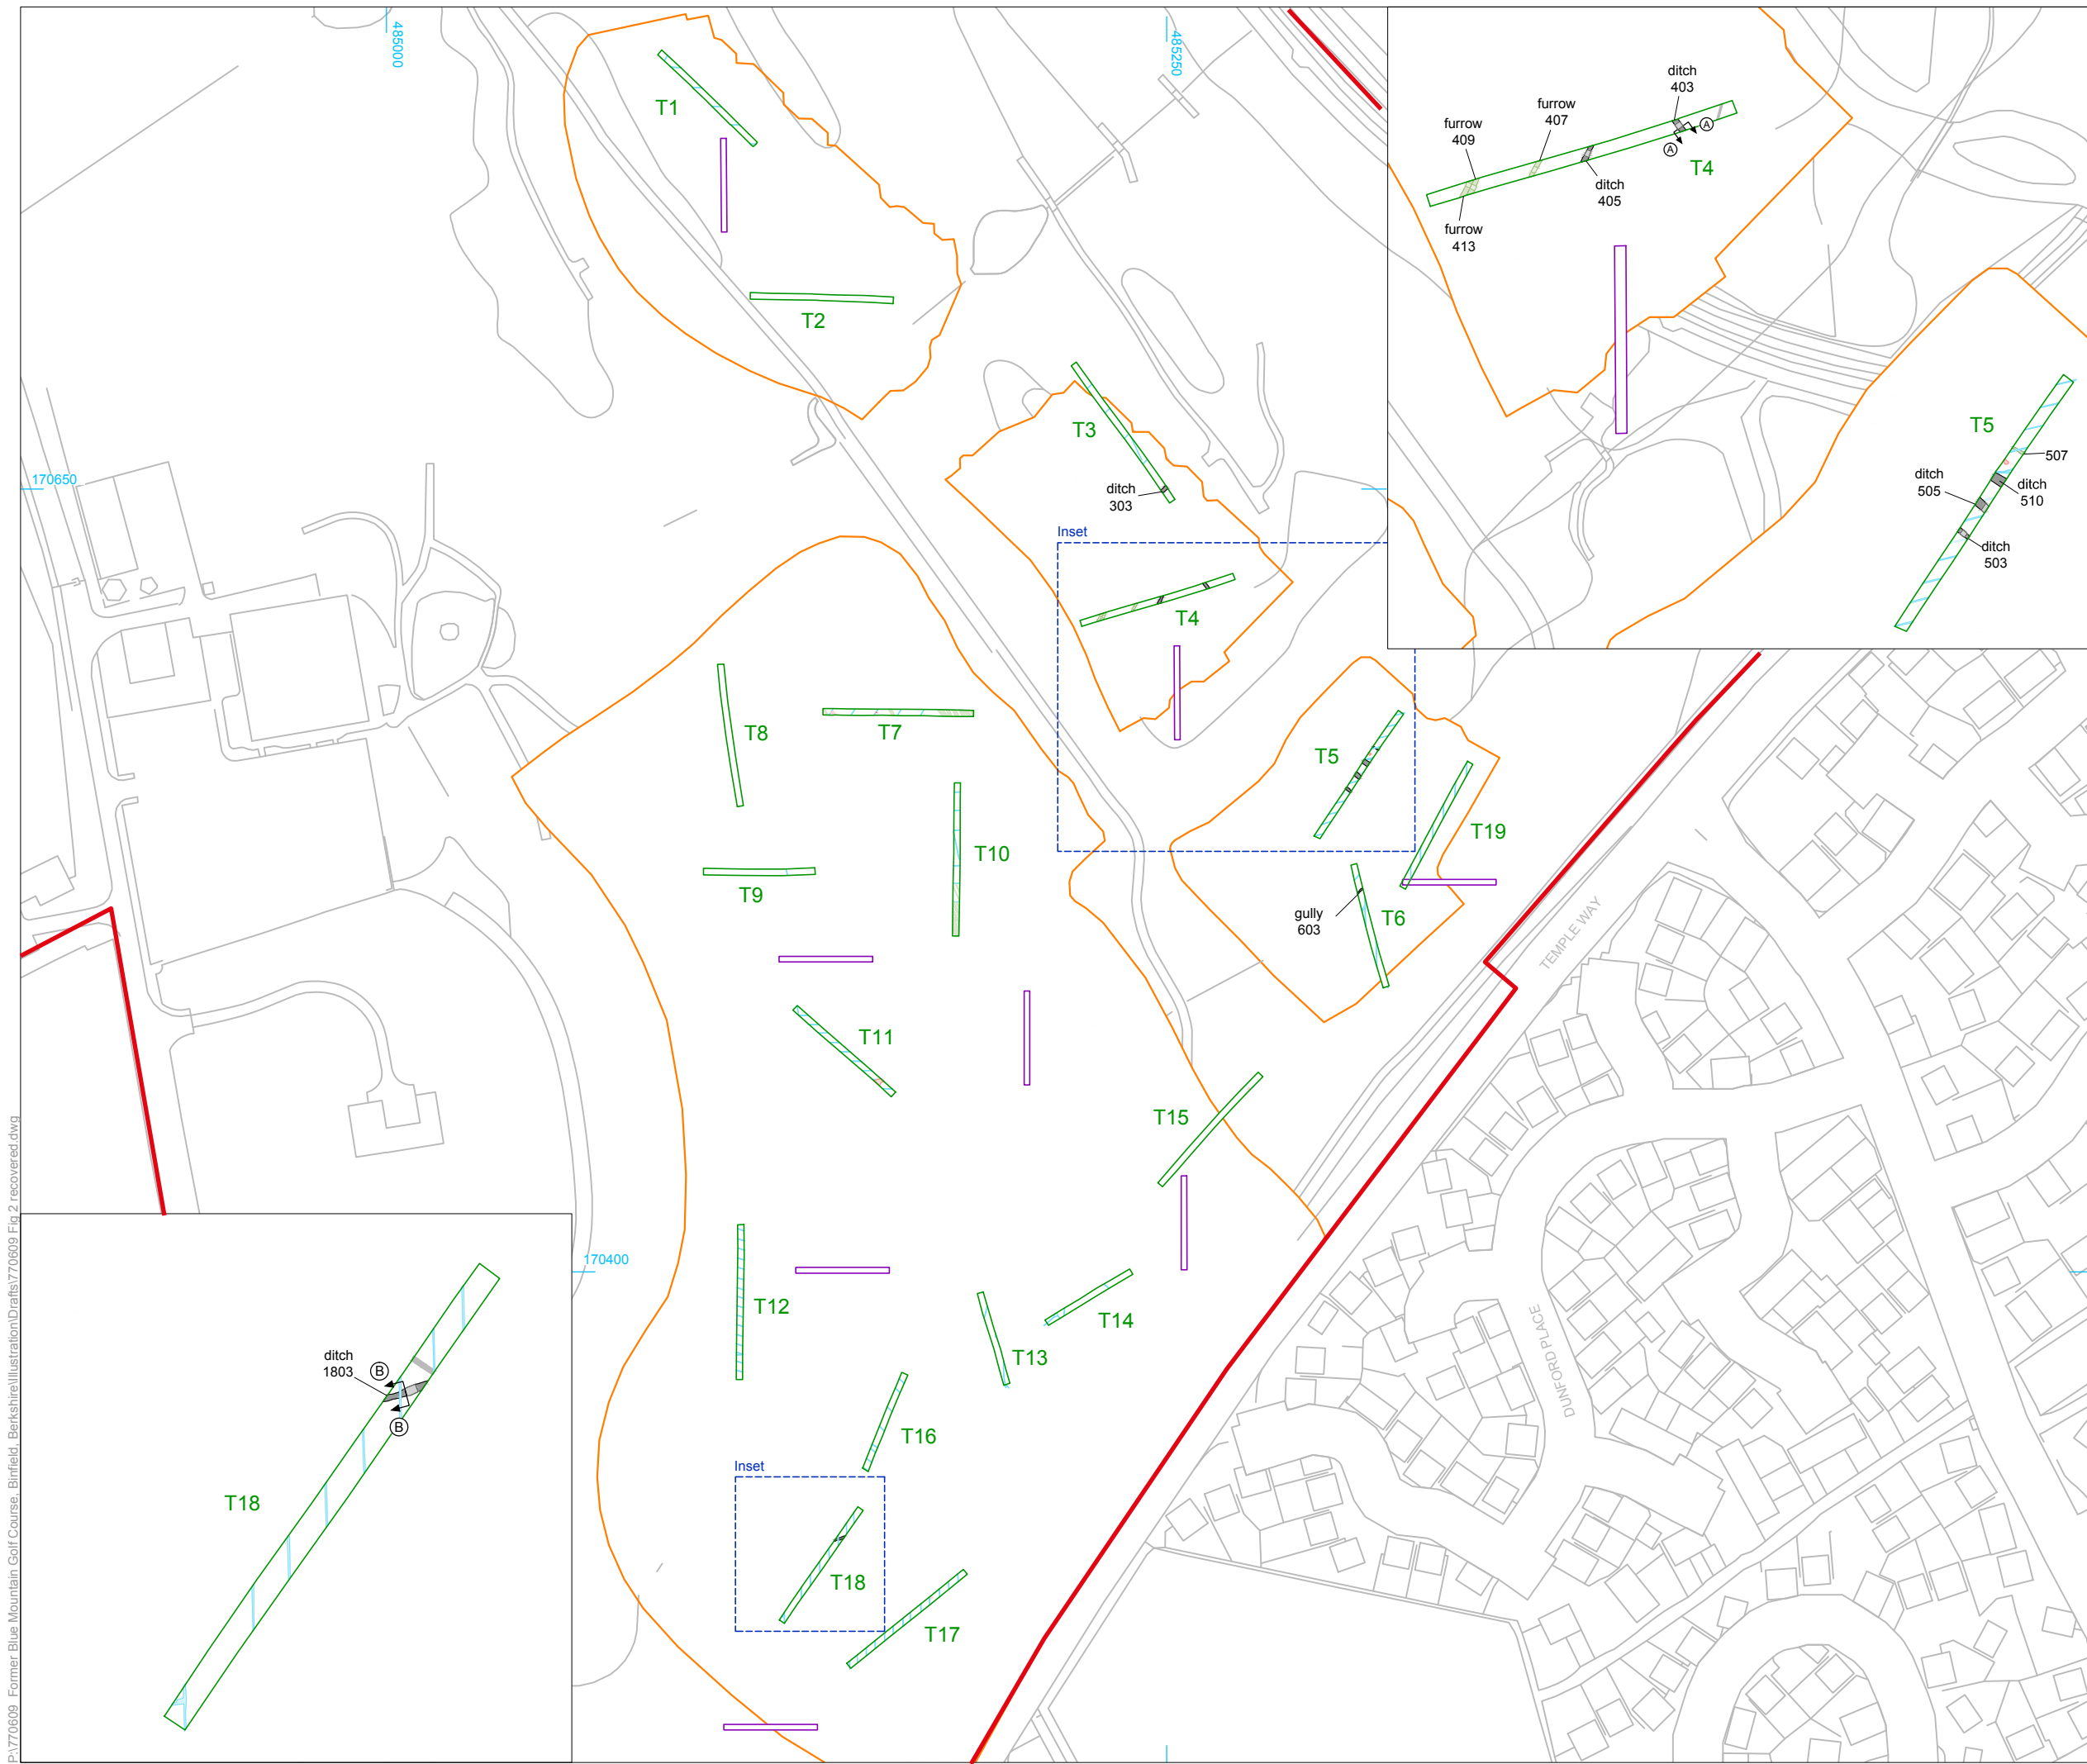 485000
485250
T1
T2
T3
ditch
303
170650
Inset
T4
T5
T8
T7
T10
T9
T19
gully
603
T6
T11
T15
T12
170400
T14
T13
T16
Inset
T18
T17
TEMPLE WAY
DUNFORD PLACE
ditch
403
furrow
407
furrow
409
A
A
T4
ditch
405
furrow
413
T5
507
ditch
505
ditch
510
ditch
503
ditch
1803
B
B
T18
P:\770609 Former Blue Mountain Golf Course, Binfield, Berkshire\Illustration\Drafts\770609 Fig 2 recovered.dwg